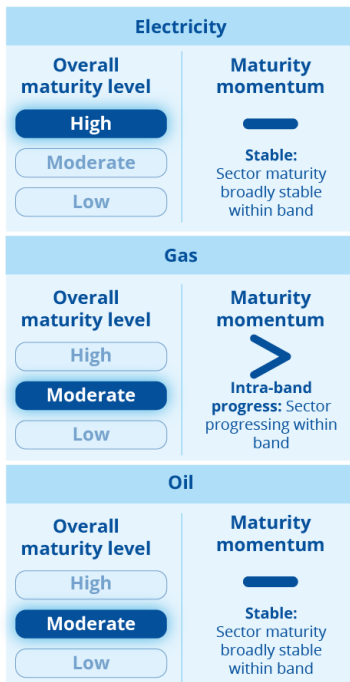 Electricity
Overall
maturity level
High
Moderate
Low
Maturity
momentum
Stable:
Sector maturity
broadly stable
within band
Gas
Overall
maturity level
High
Moderate
Low
Maturity
momentum
Intra-band
progress: Sector
progressing within
band
Oil
Overall
maturity level
High
Moderate
Low
Maturity
momentum
Stable:
Sector maturity
broadly stable
within band